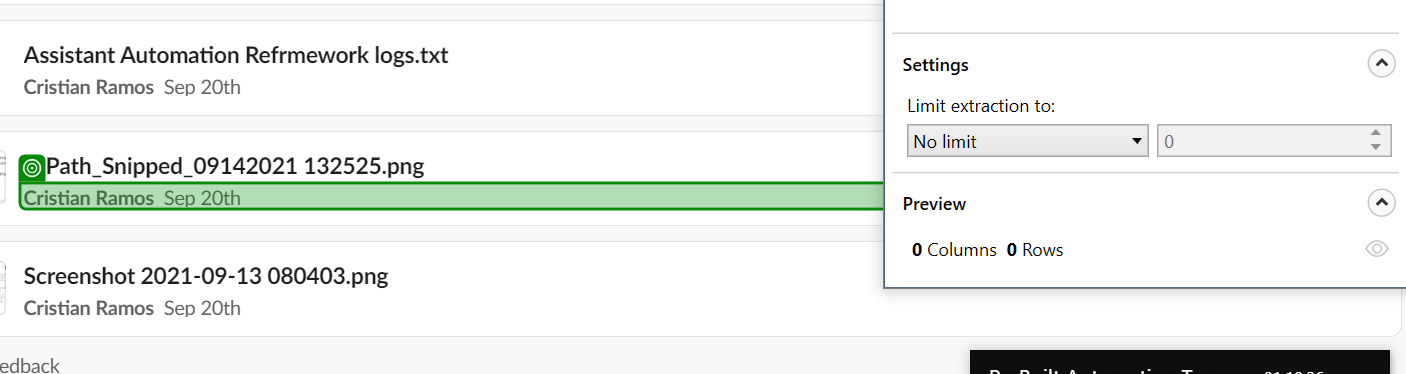 Assistant Automation Refrmework logs.txt
Cristian Ramos Sep 20th
Path_Snipped_09142021 132525.png
Cristian Ramos Sep 20th
Screenshot 2021-09-13 080403.png
Cristian Ramos Sep 20th
edback
Settings
Limit extraction to:
No limit
0
Preview
0 Columns 0 Rows